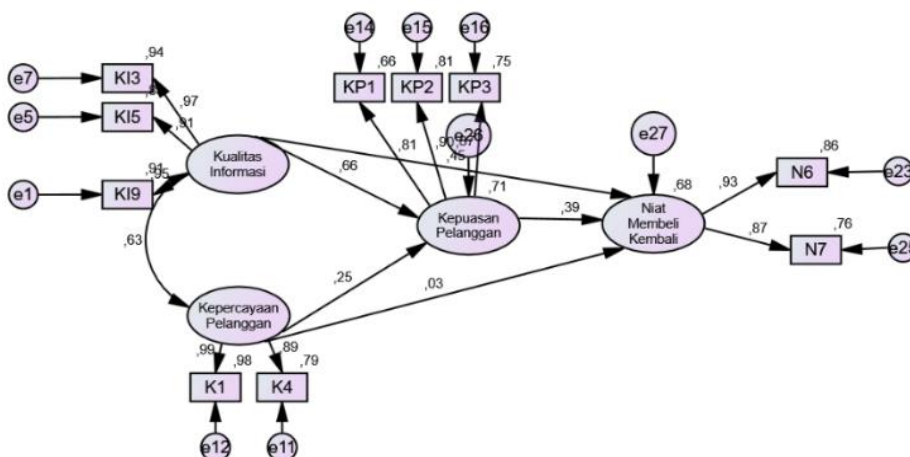 e14
e15
e16
,66
,81
,75
KP1
KP2
KP3
e7
,94
KI3
,97
e5
KI5
,91
Kualitas
Informasi
e1
,91
KI9
,95
,63
,66
,81
,90
,87
e26
,45
,71
Kepuasan
Pelanggan
,39
e27
,68
Niat
Membeli
Kembali
,93
,86
N6
e23
,87
,76
N7
e25
,25
,03
Kepercayaan
Pelanggan
,99
,98
K1
e12
,89
,79
K4
e11